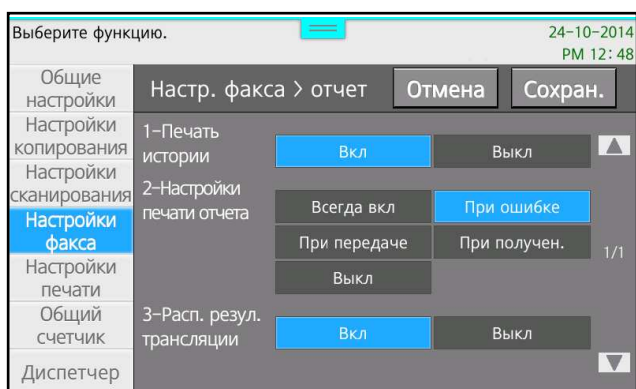 Выберите функцию.
24-10-2014
PM 12:48
Общие
настройки
Настройки
копирования
Настройки
сканирования
Настройки
факса
Настройки
печати
Общий
счетчик
Диспетчер
Настр. факса > отчет
Отмена
Сохран.
1-Печать
истории
Вкл
Выкл
2-Настройки
печати отчета
Всегда вкл
При ошибке
При передаче
При получен.
Выкл
1/1
3-Расп. резул.
трансляции
Вкл
Выкл